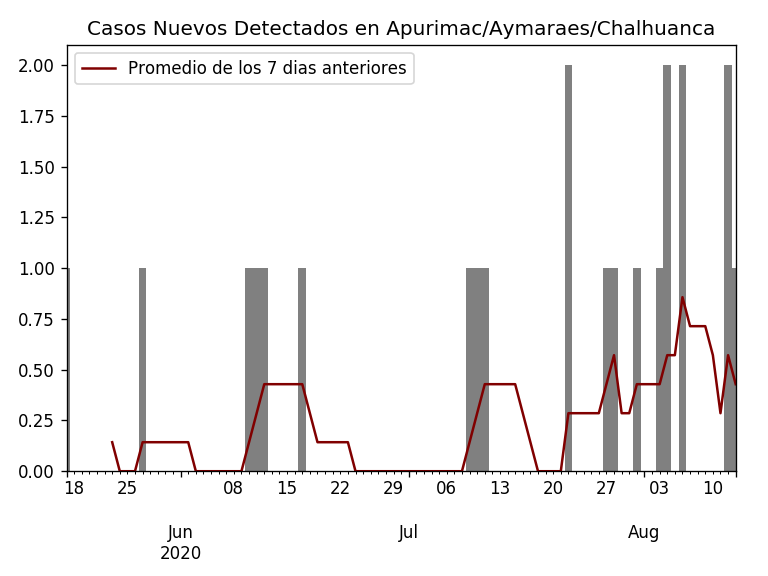 Casos Nuevos Detectados en Apurimac/Aymaraes/Chalhuanca
Promedio de los 7 dias anteriores
2.00
1.75
1.50
1.25
1.00
0.75
0.50
0.25
0.00
18 25 08 15 22 29 06 13 20 27 03 10
Jun Jul Aug
2020